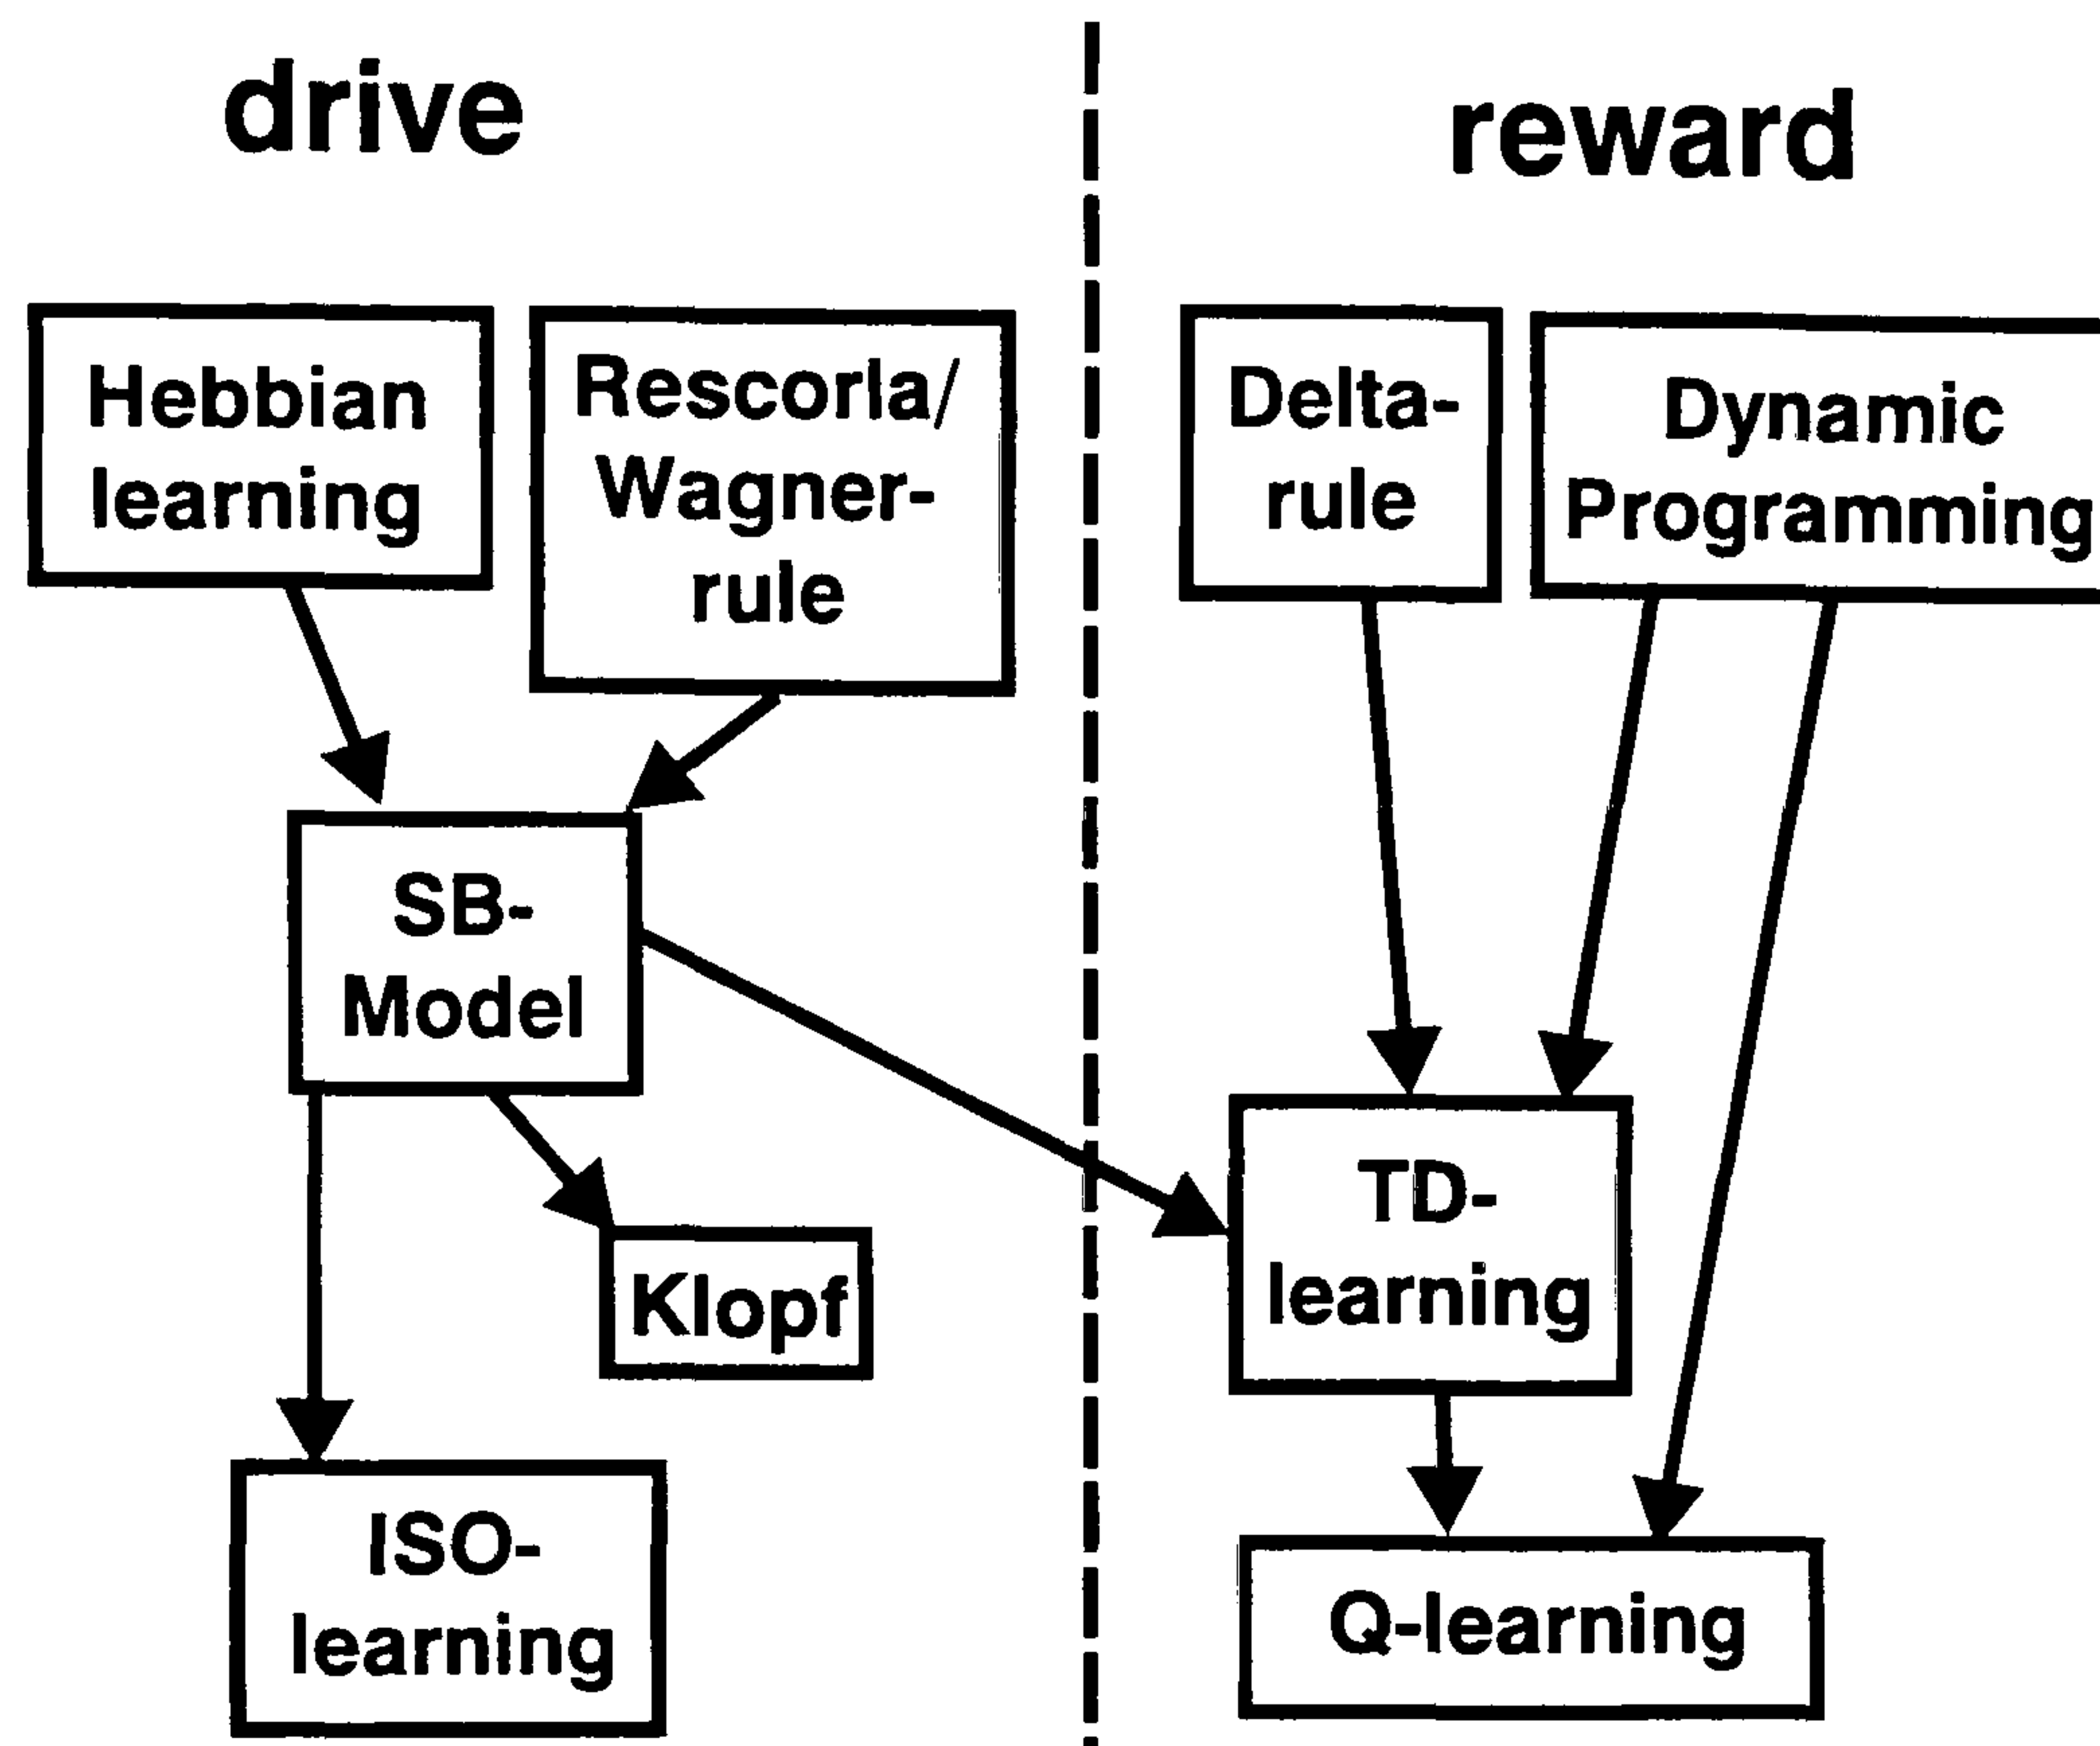 drive
reward
Hebbian
learning
Rescorla/
Wagner-
rule
Delta-
rule
Dynamic
Programming
SB-
Model
TD-
learning
Klopf
ISO-
learning
Q-learning